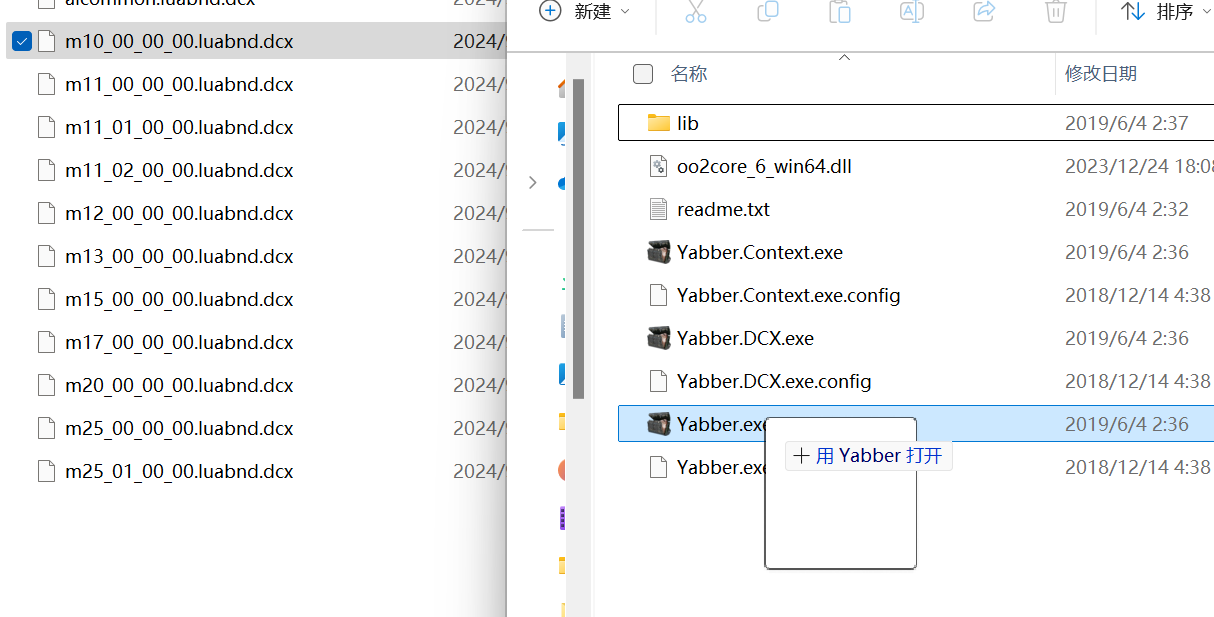 aicommon.luabnd.dcx
m10_00_00_00.luabnd.dcx 2024/
m11_00_00_00.luabnd.dcx 2024/
m11_01_00_00.luabnd.dcx 2024/
m11_02_00_00.luabnd.dcx 2024/
m12_00_00_00.luabnd.dcx 2024/
m13_00_00_00.luabnd.dcx 2024/
m15_00_00_00.luabnd.dcx 2024/
m17_00_00_00.luabnd.dcx 2024/
m20_00_00_00.luabnd.dcx 2024/
m25_00_00_00.luabnd.dcx 2024/
m25_01_00_00.luabnd.dcx 2024/
新建 排序
名称 修改日期
lib 2019/6/4 2:37
oo2core_6_win64.dll 2023/12/24 18:08
readme.txt 2019/6/4 2:32
Yabber.Context.exe 2019/6/4 2:36
Yabber.Context.exe.config 2018/12/14 4:38
Yabber.DCX.exe 2019/6/4 2:36
Yabber.DCX.exe.config 2018/12/14 4:38
Yabber.exe 2019/6/4 2:36
用 Yabber 打开
Yabber.exe 2018/12/14 4:38